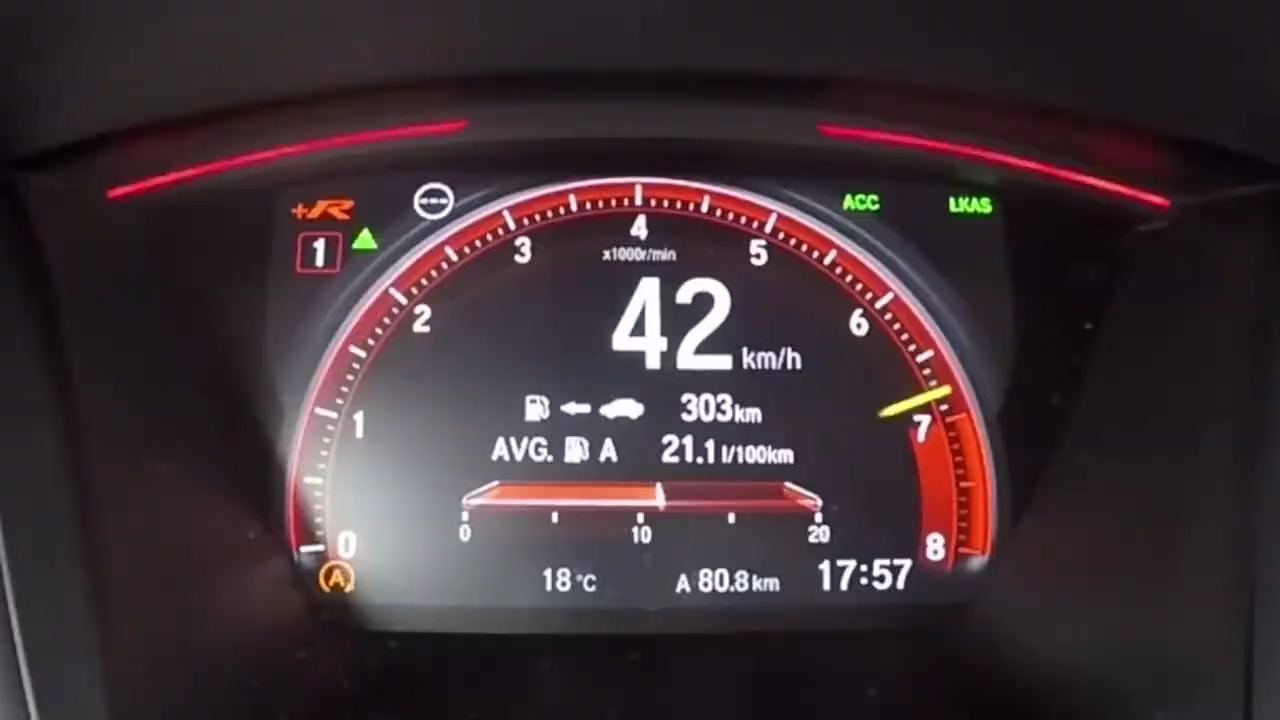 +R
ACC LKAS
1
0 1 2 3 4 5 6 7 8
x1000r/min
42 km/h
303km
AVG. A 21.1 l/100km
0 10 20
A
18°C A 80.8km 17:57